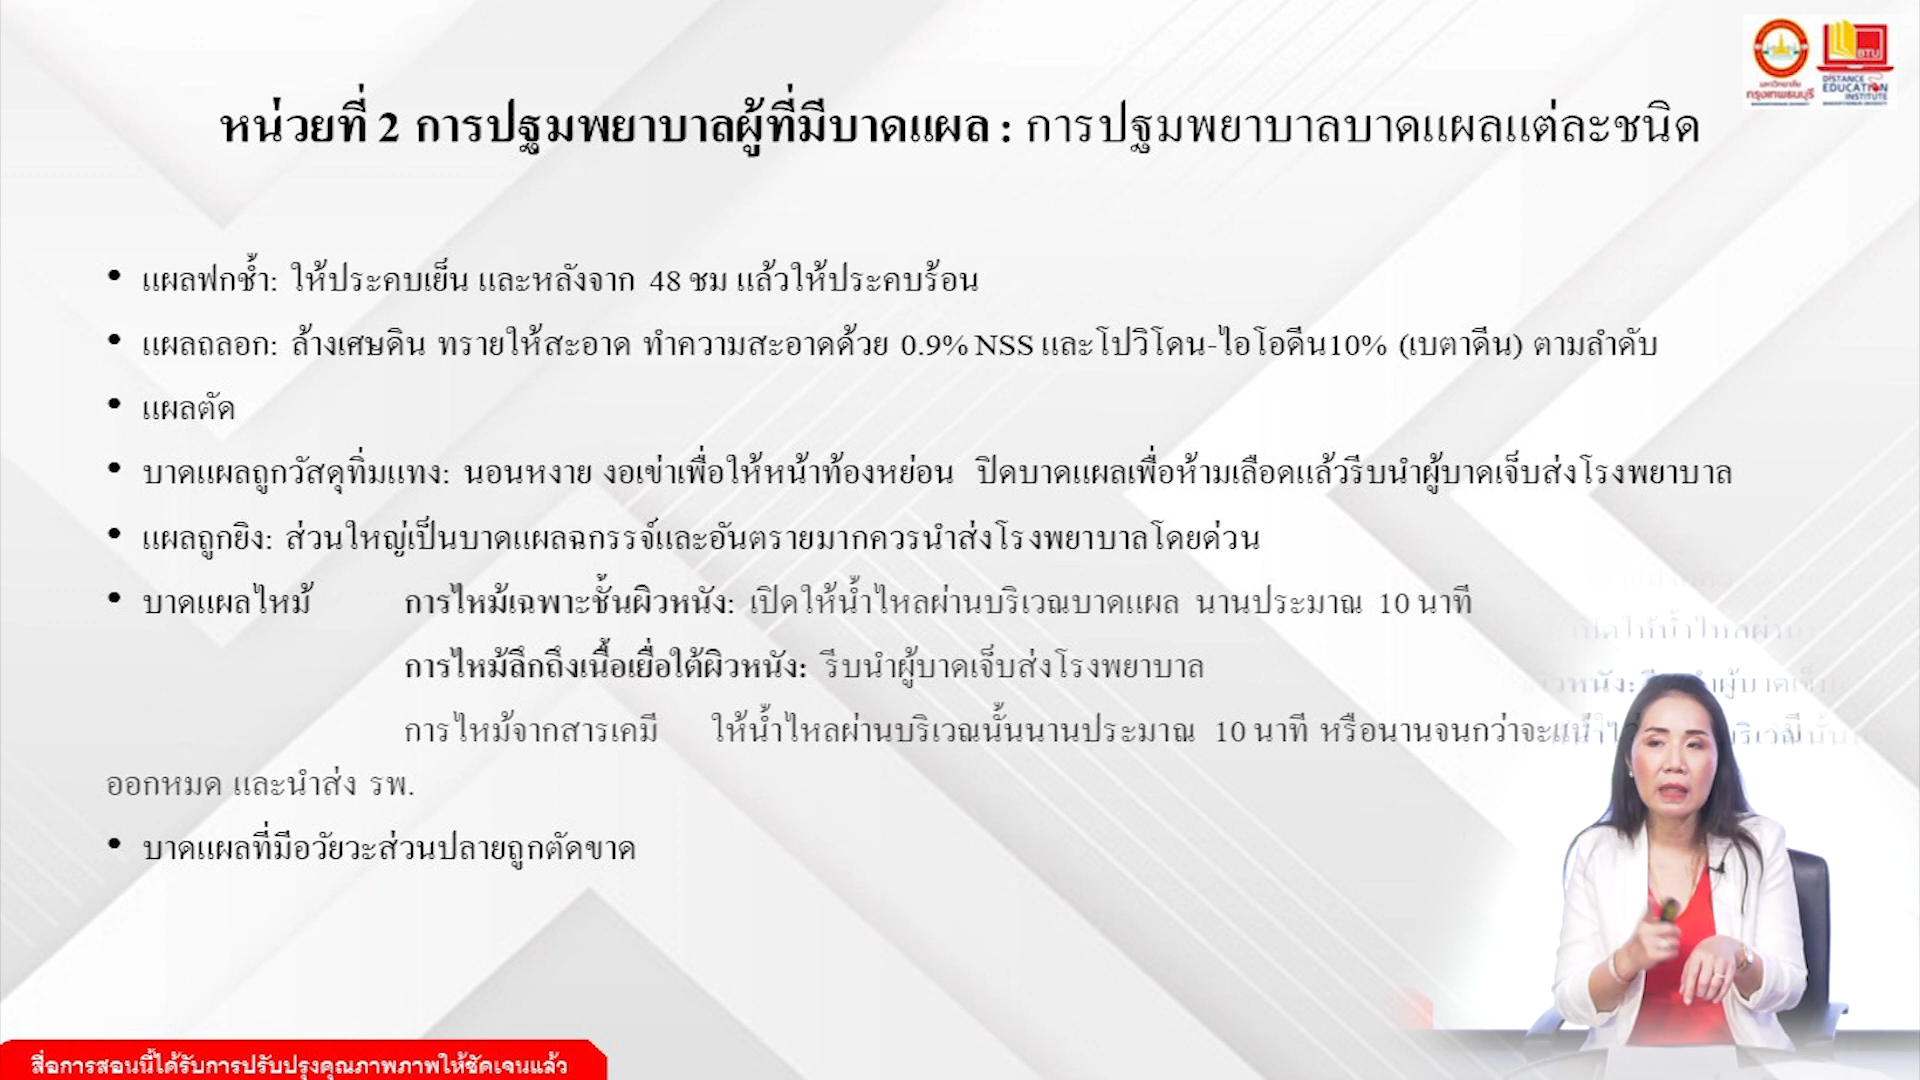 มหาวิทยาลัย
กรุงเทพธนบุรี
BTU
DISTANCE
EDUCATION
INSTITUTE
หน่วยที่ 2 การปฐมพยาบาลผู้ที่มีบาดแผล : การปฐมพยาบาลบาดแผลแต่ละชนิด
• แผลฟกช้ำ: ให้ประคบเย็น และหลังจาก 48 ชม แล้วให้ประคบร้อน
• แผลถลอก: ล้างเศษดิน ทรายให้สะอาด ทำความสะอาดด้วย 0.9% NSS และโปวิโดน-ไอโอดีน10% (เบตาดีน) ตามลำดับ
• แผลตัด
• บาดแผลถูกวัสดุทิ่มแทง: นอนหงาย งอเข่าเพื่อให้หน้าท้องหย่อน ปิดบาดแผลเพื่อห้ามเลือดแล้วรีบนำผู้บาดเจ็บส่งโรงพยาบาล
• แผลถูกยิง: ส่วนใหญ่เป็นบาดแผลฉกรรจ์และอันตรายมากควรนำส่งโรงพยาบาลโดยด่วน
• บาดแผลไหม้ การไหม้เฉพาะชั้นผิวหนัง: เปิดให้น้ำไหลผ่านบริเวณบาดแผล นานประมาณ 10 นาที
การไหม้ลึกถึงเนื้อเยื่อใต้ผิวหนัง: รีบนำผู้บาดเจ็บส่งโรงพยาบาล
การไหม้จากสารเคมี ให้น้ำไหลผ่านบริเวณนั้นนานประมาณ 10 นาที หรือนานจนกว่าจะแน่ใ
ออกหมด และนำส่ง รพ.
• บาดแผลที่มีอวัยวะส่วนปลายถูกตัดขาด
สื่อการสอนนี้ได้รับการปรับปรุงคุณภาพภาพให้ชัดเจนแล้ว